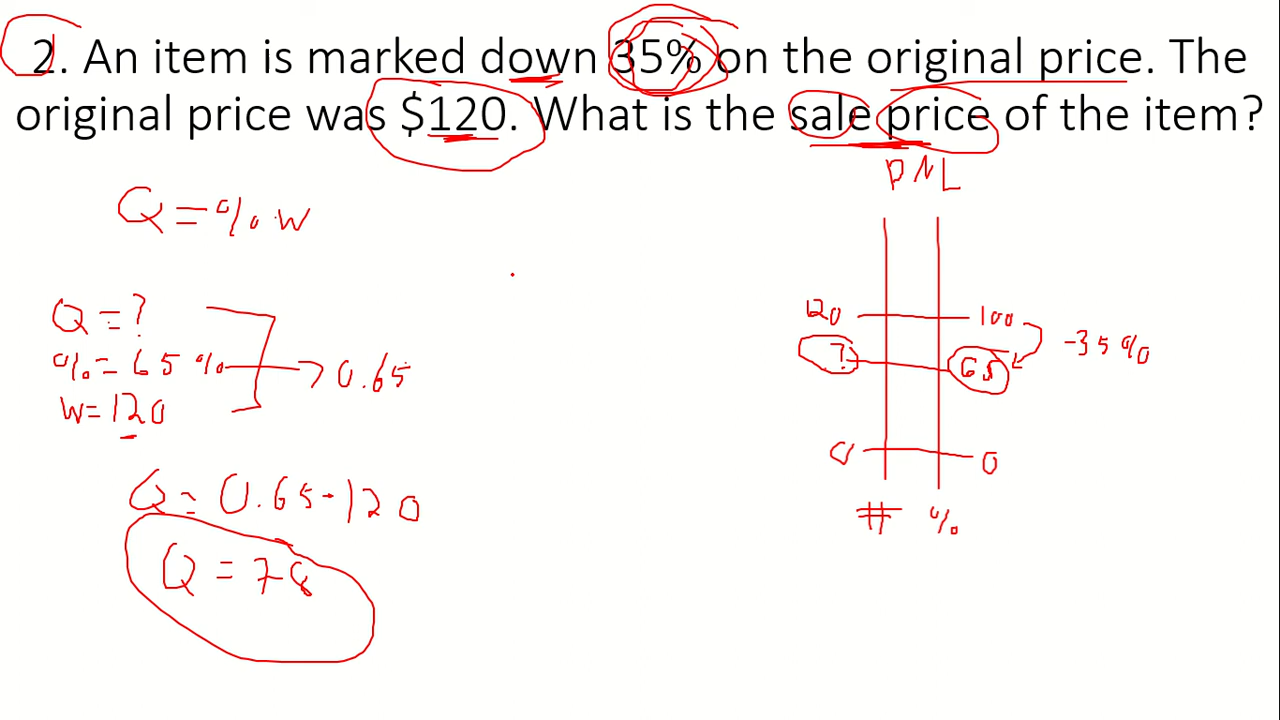 2. An item is marked down 35% on the original price. The
original price was $120. What is the sale price of the item?
DNL
Q = % · w
120 100
-35%
Q = ?
? 65
% = 65 % → 0.65
W = 120
0 0
Q = 0.65 · 120
# %
Q = 78